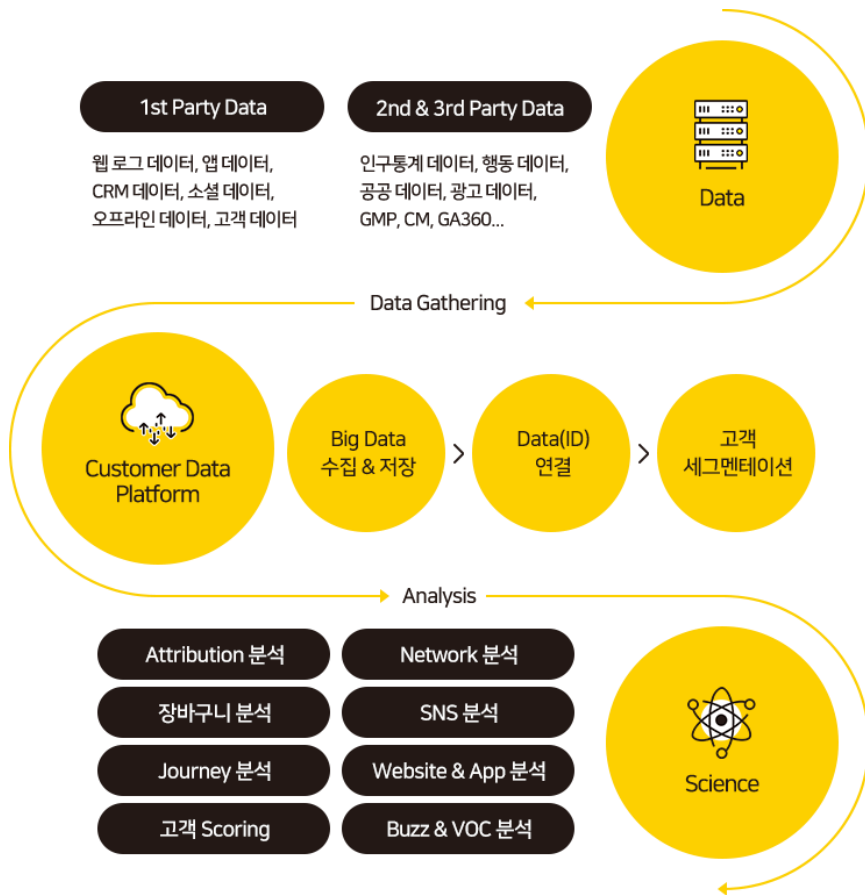 1st Party Data
웹 로그 데이터, 앱 데이터,
CRM 데이터, 소셜 데이터,
오프라인 데이터, 고객 데이터
2nd & 3rd Party Data
인구통계 데이터, 행동 데이터,
공공 데이터, 광고 데이터,
GMP, CM, GA360...
Data
Data Gathering
Customer Data
Platform
Big Data
수집 & 저장
Data(ID)
연결
고객
세그멘테이션
Analysis
Attribution 분석
Network 분석
장바구니 분석
SNS 분석
Journey 분석
Website & App 분석
고객 Scoring
Buzz & VOC 분석
Science